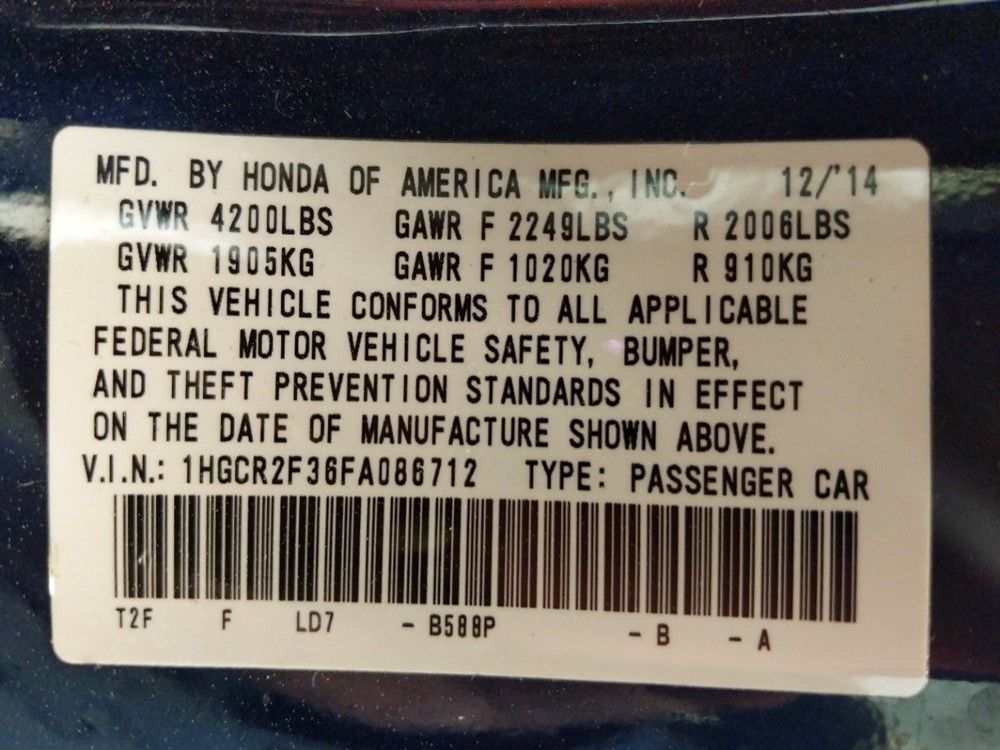 MFD. BY HONDA OF AMERICA MFG., INC. 12/'14
GVWR 4200LBS GAWR F 2249LBS R 2006LBS
GVWR 1905KG GAWR F 1020KG R 910KG
THIS VEHICLE CONFORMS TO ALL APPLICABLE
FEDERAL MOTOR VEHICLE SAFETY, BUMPER,
AND THEFT PREVENTION STANDARDS IN EFFECT
ON THE DATE OF MANUFACTURE SHOWN ABOVE.
V.I.N.: 1HGCR2F36FA086712 TYPE: PASSENGER CAR
T2F F LD7 - B588P - B - A